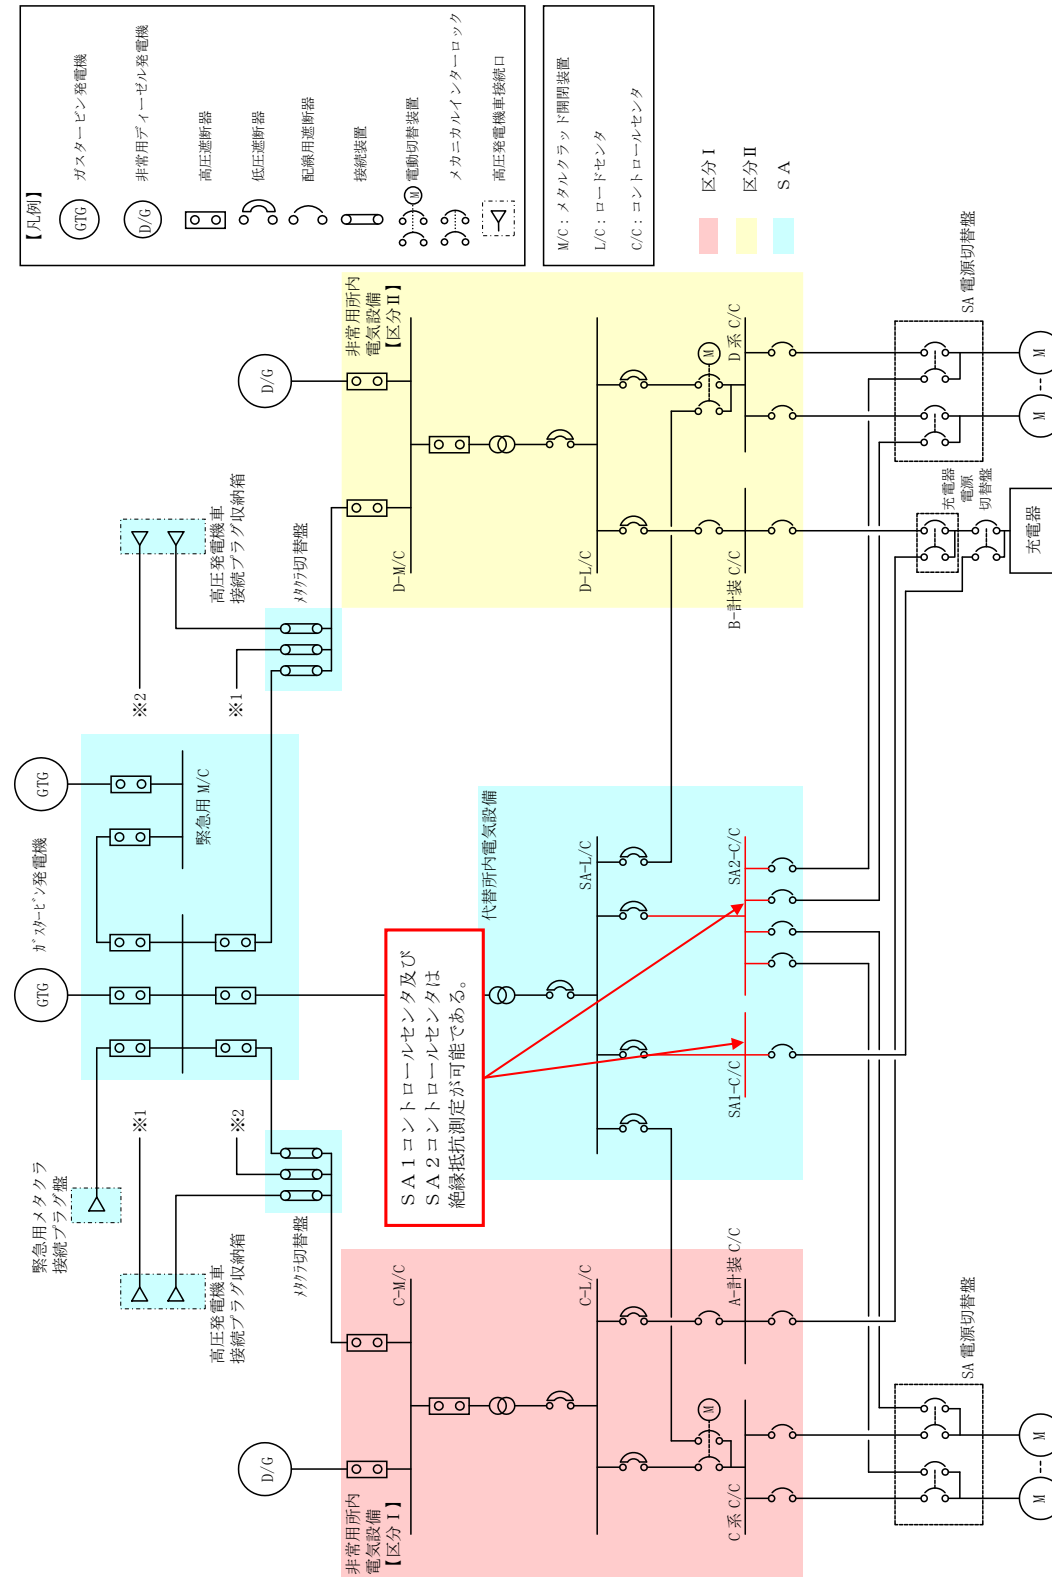 【凡例】
GTG
ガスタービン発電機
D/G
非常用ディーゼル発電機
高圧遮断器
低圧遮断器
配線用遮断器
接続装置
M
電動切替装置
メカニカルインターロック
高圧発電機車接続口
M/C：メタルクラッド開閉装置
L/C：ロードセンタ
C/C：コントロールセンタ
区分Ⅰ
区分Ⅱ
ＳＡ
ガスタービン発電機
GTG
GTG
緊急用M/C
緊急用メタクラ
接続プラグ盤
高圧発電機車
接続プラグ収納箱
※1
※2
メタクラ切替盤
高圧発電機車
接続プラグ収納箱
※2
※1
メタクラ切替盤
D/G
非常用所内
電気設備
【区分Ⅰ】
C-M/C
C-L/C
M
C系C/C
A-計装C/C
代替所内電気設備
SA-L/C
SA1-C/C
SA2-C/C
ＳＡ１コントロールセンタ及び
ＳＡ２コントロールセンタは
絶縁抵抗測定が可能である。
D/G
非常用所内
電気設備
【区分Ⅱ】
D-M/C
D-L/C
M
B-計装C/C
D系C/C
SA電源切替盤
M
M
充電器
電源
切替盤
充電器
SA電源切替盤
M
M